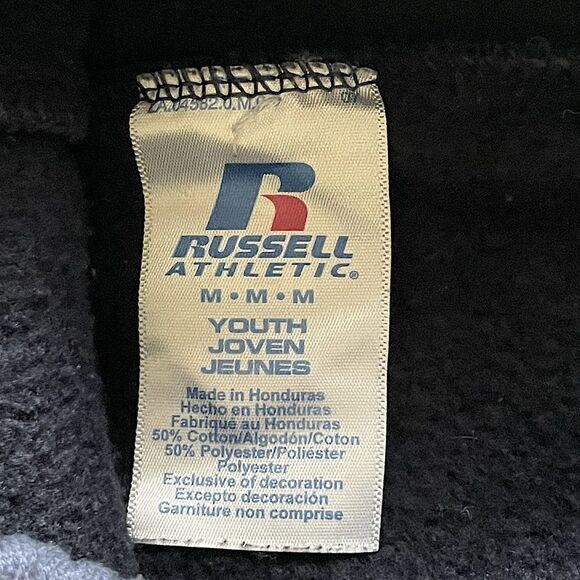 RUSSELL
ATHLETIC®
M • M • M
YOUTH
JOVEN
JEUNES
Made in Honduras
Hecho en Honduras
Fabriqué au Honduras
50% Cotton/Algodón/Coton
50% Polyester/Poliéster
Polyester
Exclusive of decoration
Excepto decoración
Garniture non comprise